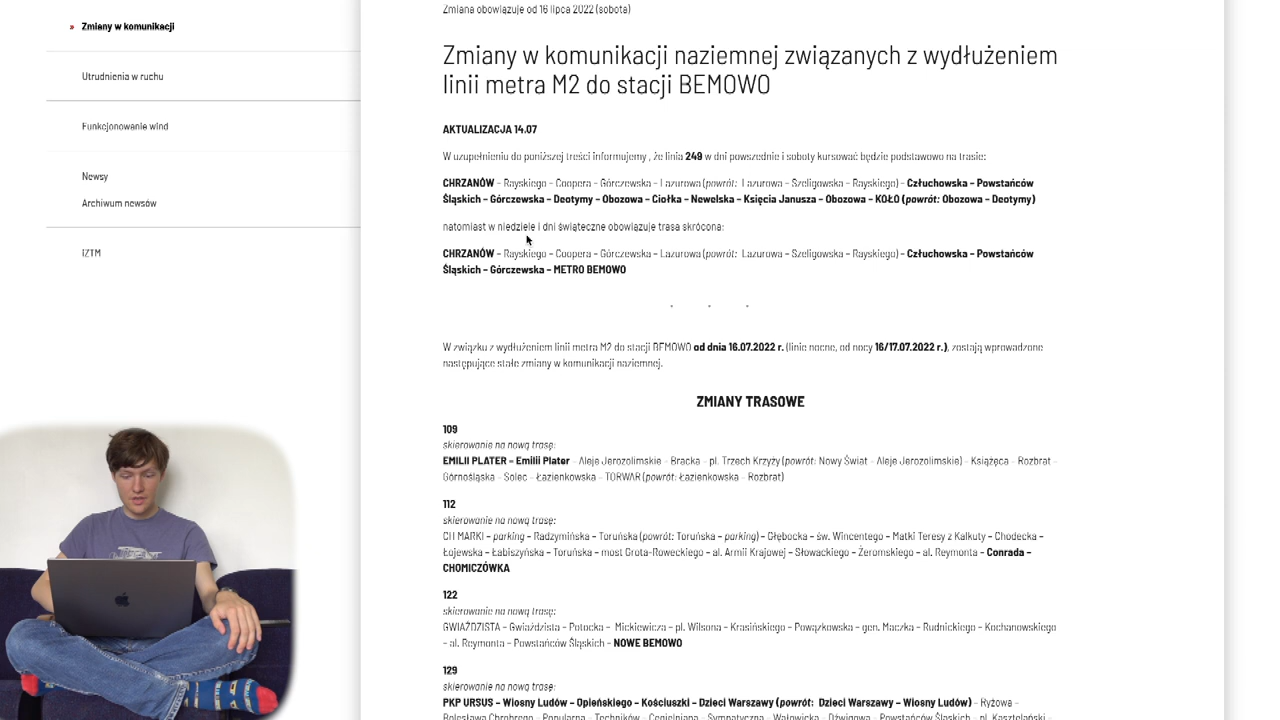 Zmiana obowiązuje od 16 lipca 2022 (sobota)
» Zmiany w komunikacji
Utrudnienia w ruchu
Funkcjonowanie wind
Newsy
Archiwum newsów
IZTM
Zmiany w komunikacji naziemnej związanych z wydłużeniem
linii metra M2 do stacji BEMOWO
AKTUALIZACJA 14.07
W uzupełnieniu do poniższej treści informujemy , że linia 249 w dni powszednie i soboty kursować będzie podstawowo na trasie:
CHRZANÓW – Rayskiego – Coopera – Górczewska – Lazurowa (powrót: Lazurowa – Szeligowska – Rayskiego) – Człuchowska – Powstańców
Śląskich – Górczewska – Deotymy – Obozowa – Ciołka – Newelska – Księcia Janusza – Obozowa – KOŁO (powrót: Obozowa – Deotymy)
natomiast w niedziele i dni świąteczne obowiązuje trasa skrócona:
CHRZANÓW – Rayskiego – Coopera – Górczewska – Lazurowa (powrót: Lazurowa – Szeligowska – Rayskiego) – Człuchowska – Powstańców
Śląskich – Górczewska – METRO BEMOWO
W związku z wydłużeniem linii metra M2 do stacji BEMOWO od dnia 16.07.2022 r. (linie nocne, od nocy 16/17.07.2022 r.), zostają wprowadzone
następujące stałe zmiany w komunikacji naziemnej.
ZMIANY TRASOWE
109
skierowanie na nową trasę:
EMILII PLATER – Emilii Plater – Aleje Jerozolimskie – Bracka – pl. Trzech Krzyży (powrót: Nowy Świat – Aleje Jerozolimskie) – Książęca – Rozbrat –
Górnośląska – Solec – Łazienkowska – TORWAR (powrót: Łazienkowska – Rozbrat)
112
skierowanie na nową trasę:
CH MARKI – parking – Radzymińska – Toruńska (powrót: Toruńska – parking) – Głębocka – św. Wincentego – Matki Teresy z Kalkuty – Chodecka –
Łojewska – Łabiszyńska – Toruńska – most Grota-Roweckiego – al. Armii Krajowej – Słowackiego – Żeromskiego – al. Reymonta – Conrada –
CHOMICZÓWKA
122
skierowanie na nową trasę:
GWIAŹDZISTA – Gwiaździsta – Potocka – Mickiewicza – pl. Wilsona – Krasińskiego – Powązkowska – gen. Maczka – Rudnickiego – Kochanowskiego
– al. Reymonta – Powstańców Śląskich – NOWE BEMOWO
129
skierowanie na nową trasę:
PKP URSUS – Wiosny Ludów – Opieńskiego – Kościuszki – Dzieci Warszawy (powrót: Dzieci Warszawy – Wiosny Ludów) – Ryżowa –
Bolesława Chrobrego – Popularna – Techników – Cegielniana – Sympatyczna – Wałowicka – Dźwigowa – Powstańców Śląskich – pl. Kasztelański –